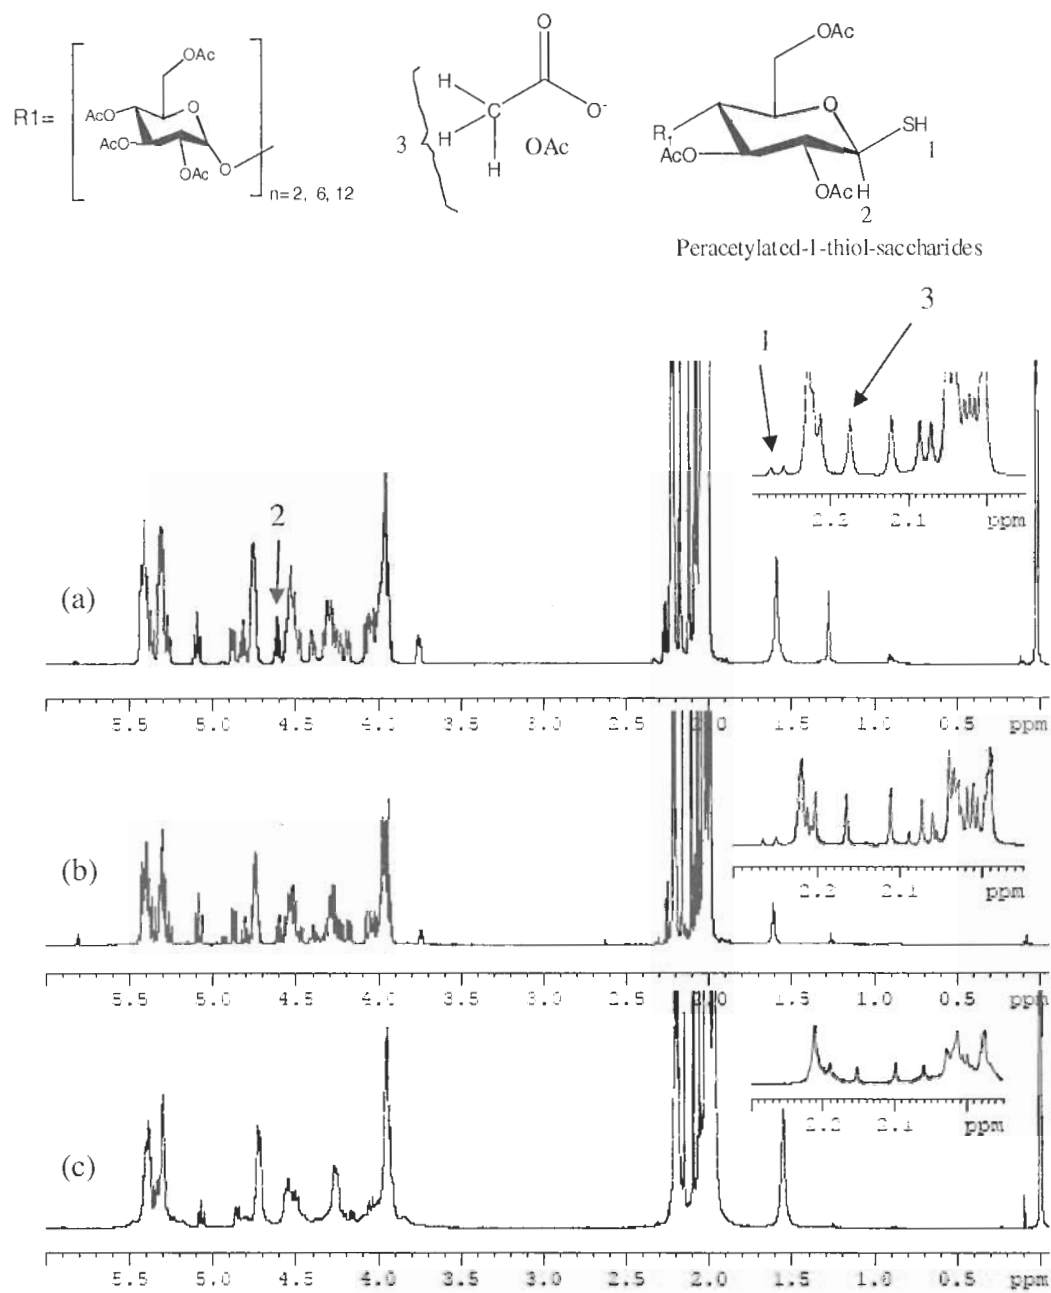 R1=
OAc
O
AcO
AcO
OAc
O
n=2, 6, 12
3
O
H
C
H
H
O-
OAc
OAc
O
R1
AcO
SH
1
OAc
H
2
Peracetylated-1-thiol-saccharides
1
3
2.2 2.1 ppm
2
(a)
5.5 5.0 4.5 4.0 3.5 3.0 2.5 2.0 1.5 1.0 0.5 ppm
2.2 2.1 ppm
(b)
5.5 5.0 4.5 4.0 3.5 3.0 2.5 2.0 1.5 1.0 0.5 ppm
2.2 2.1 ppm
(c)
5.5 5.0 4.5 4.0 3.5 3.0 2.5 2.0 1.5 1.0 0.5 ppm